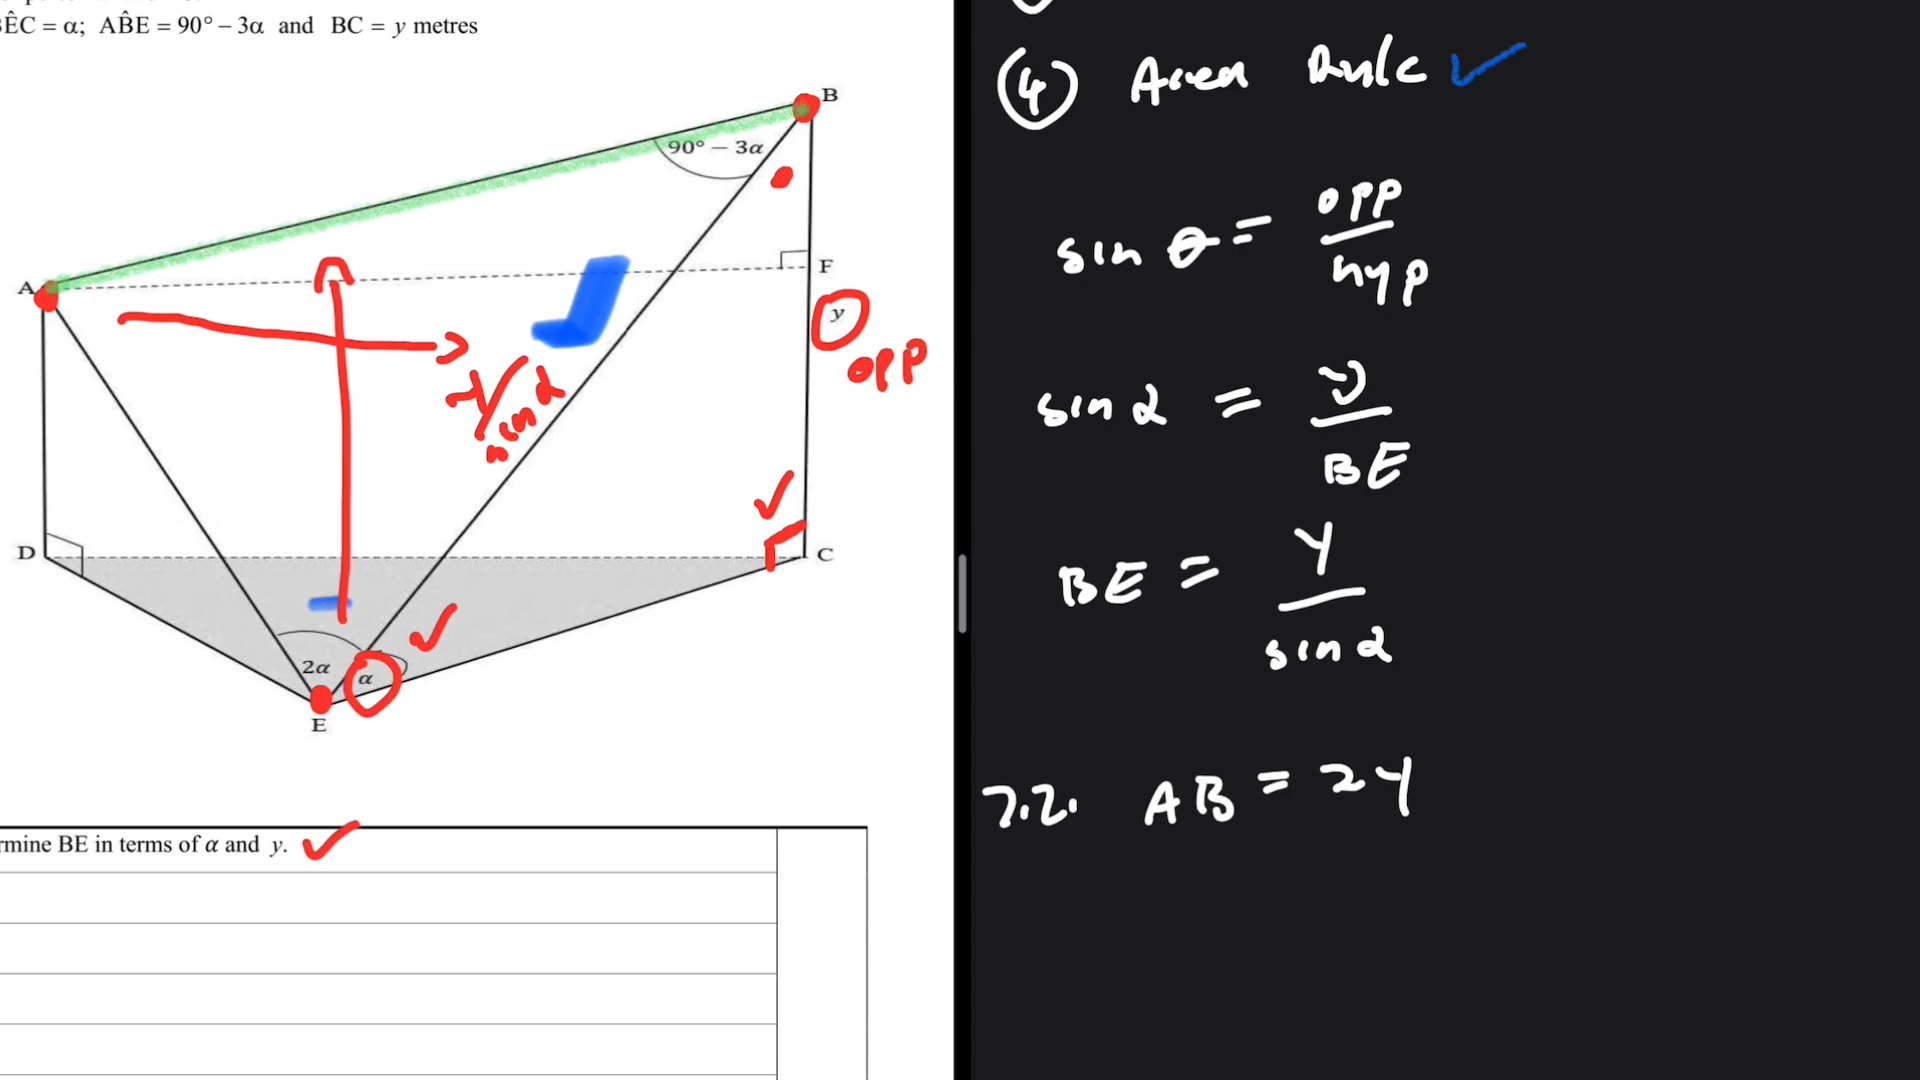 ÊC = α; AB̂E = 90° – 3α and BC = y metres
B
90° – 3α
A
F
y
opp
y/sin α
D
C
2α
α
E
rmine BE in terms of α and y.
④ Area Rule ✓
sin θ = opp/hyp
sin α = y/BE
BE = y/sin α
7.2. AB = 2y